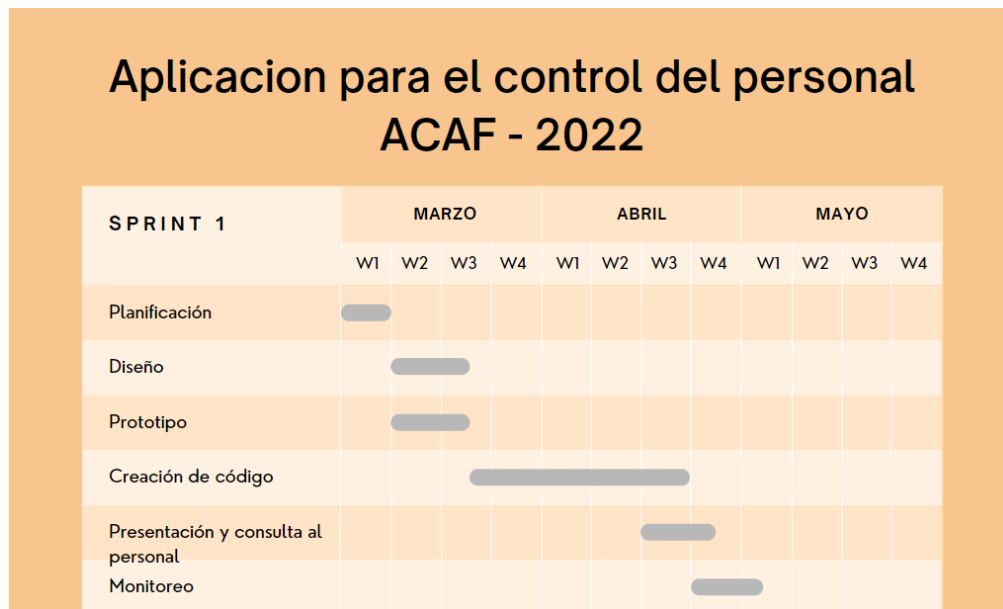 Aplicacion para el control del personal
ACAF - 2022
SPRINT 1
MARZO ABRIL MAYO
W1 W2 W3 W4 W1 W2 W3 W4 W1 W2 W3 W4
Planificación
Diseño
Prototipo
Creación de código
Presentación y consulta al
personal
Monitoreo